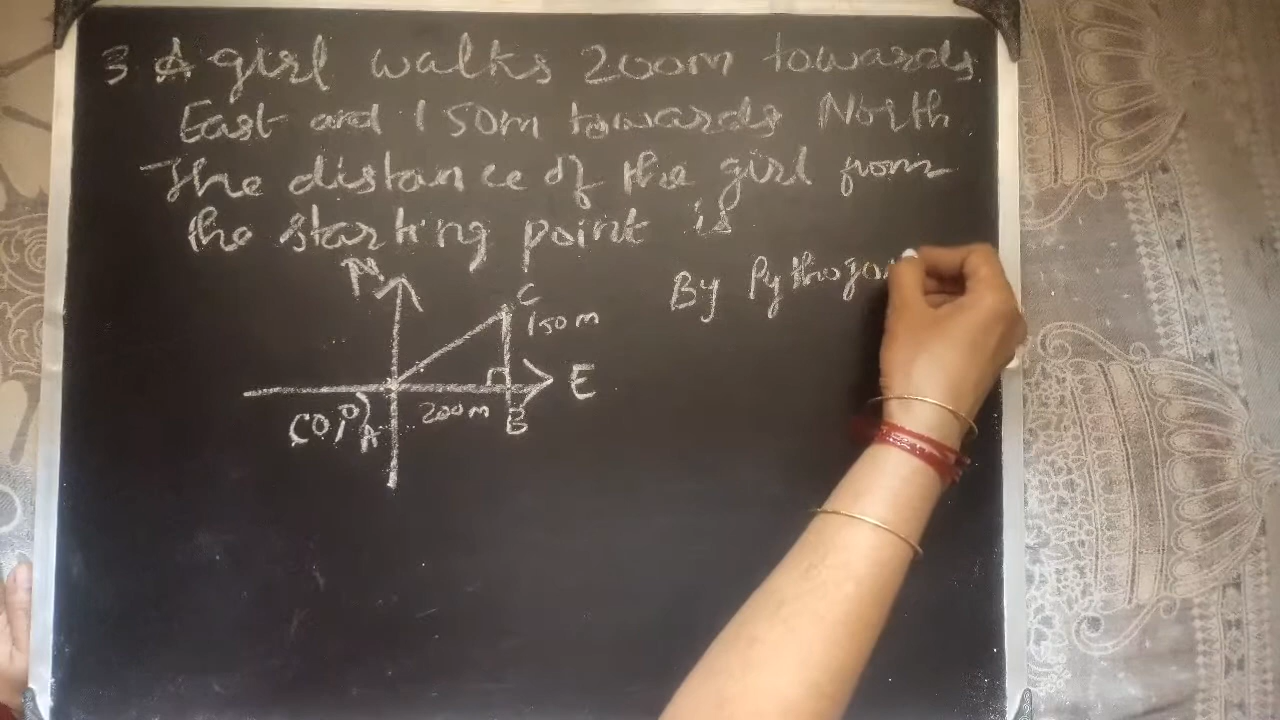 3 A girl walks 200m towards
East and 150m towards North
The distance of the girl from
the starting point is
By Pythago
N
C
150m
E
200m
B
(0,0)
A